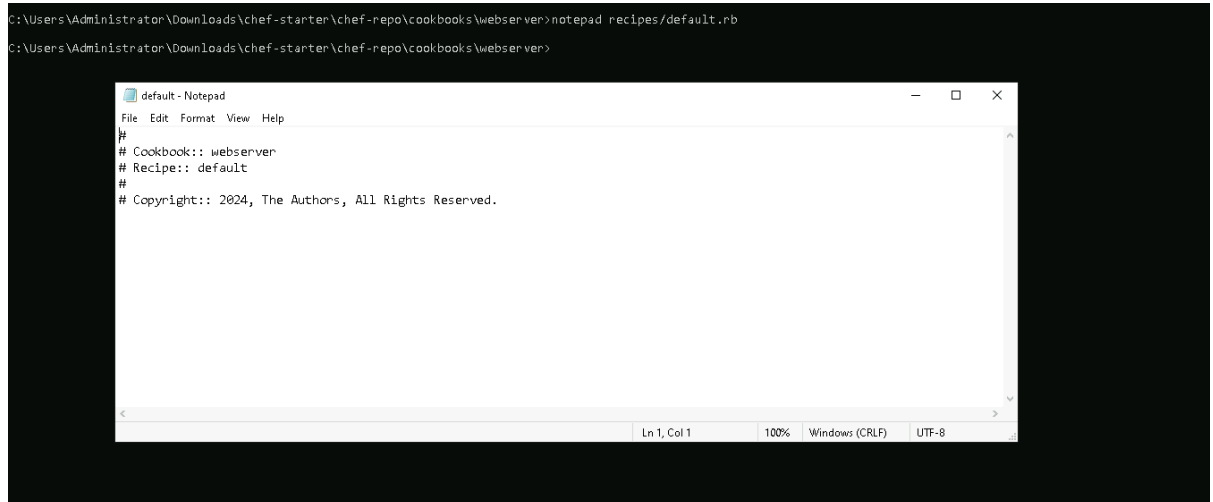 C:\Users\Administrator\Downloads\chef-starter\chef-repo\cookbooks\webserver>notepad recipes/default.rb
C:\Users\Administrator\Downloads\chef-starter\chef-repo\cookbooks\webserver>
default - Notepad
File Edit Format View Help
#
# Cookbook:: webserver
# Recipe:: default
#
# Copyright:: 2024, The Authors, All Rights Reserved.
Ln 1, Col 1 100% Windows (CRLF) UTF-8